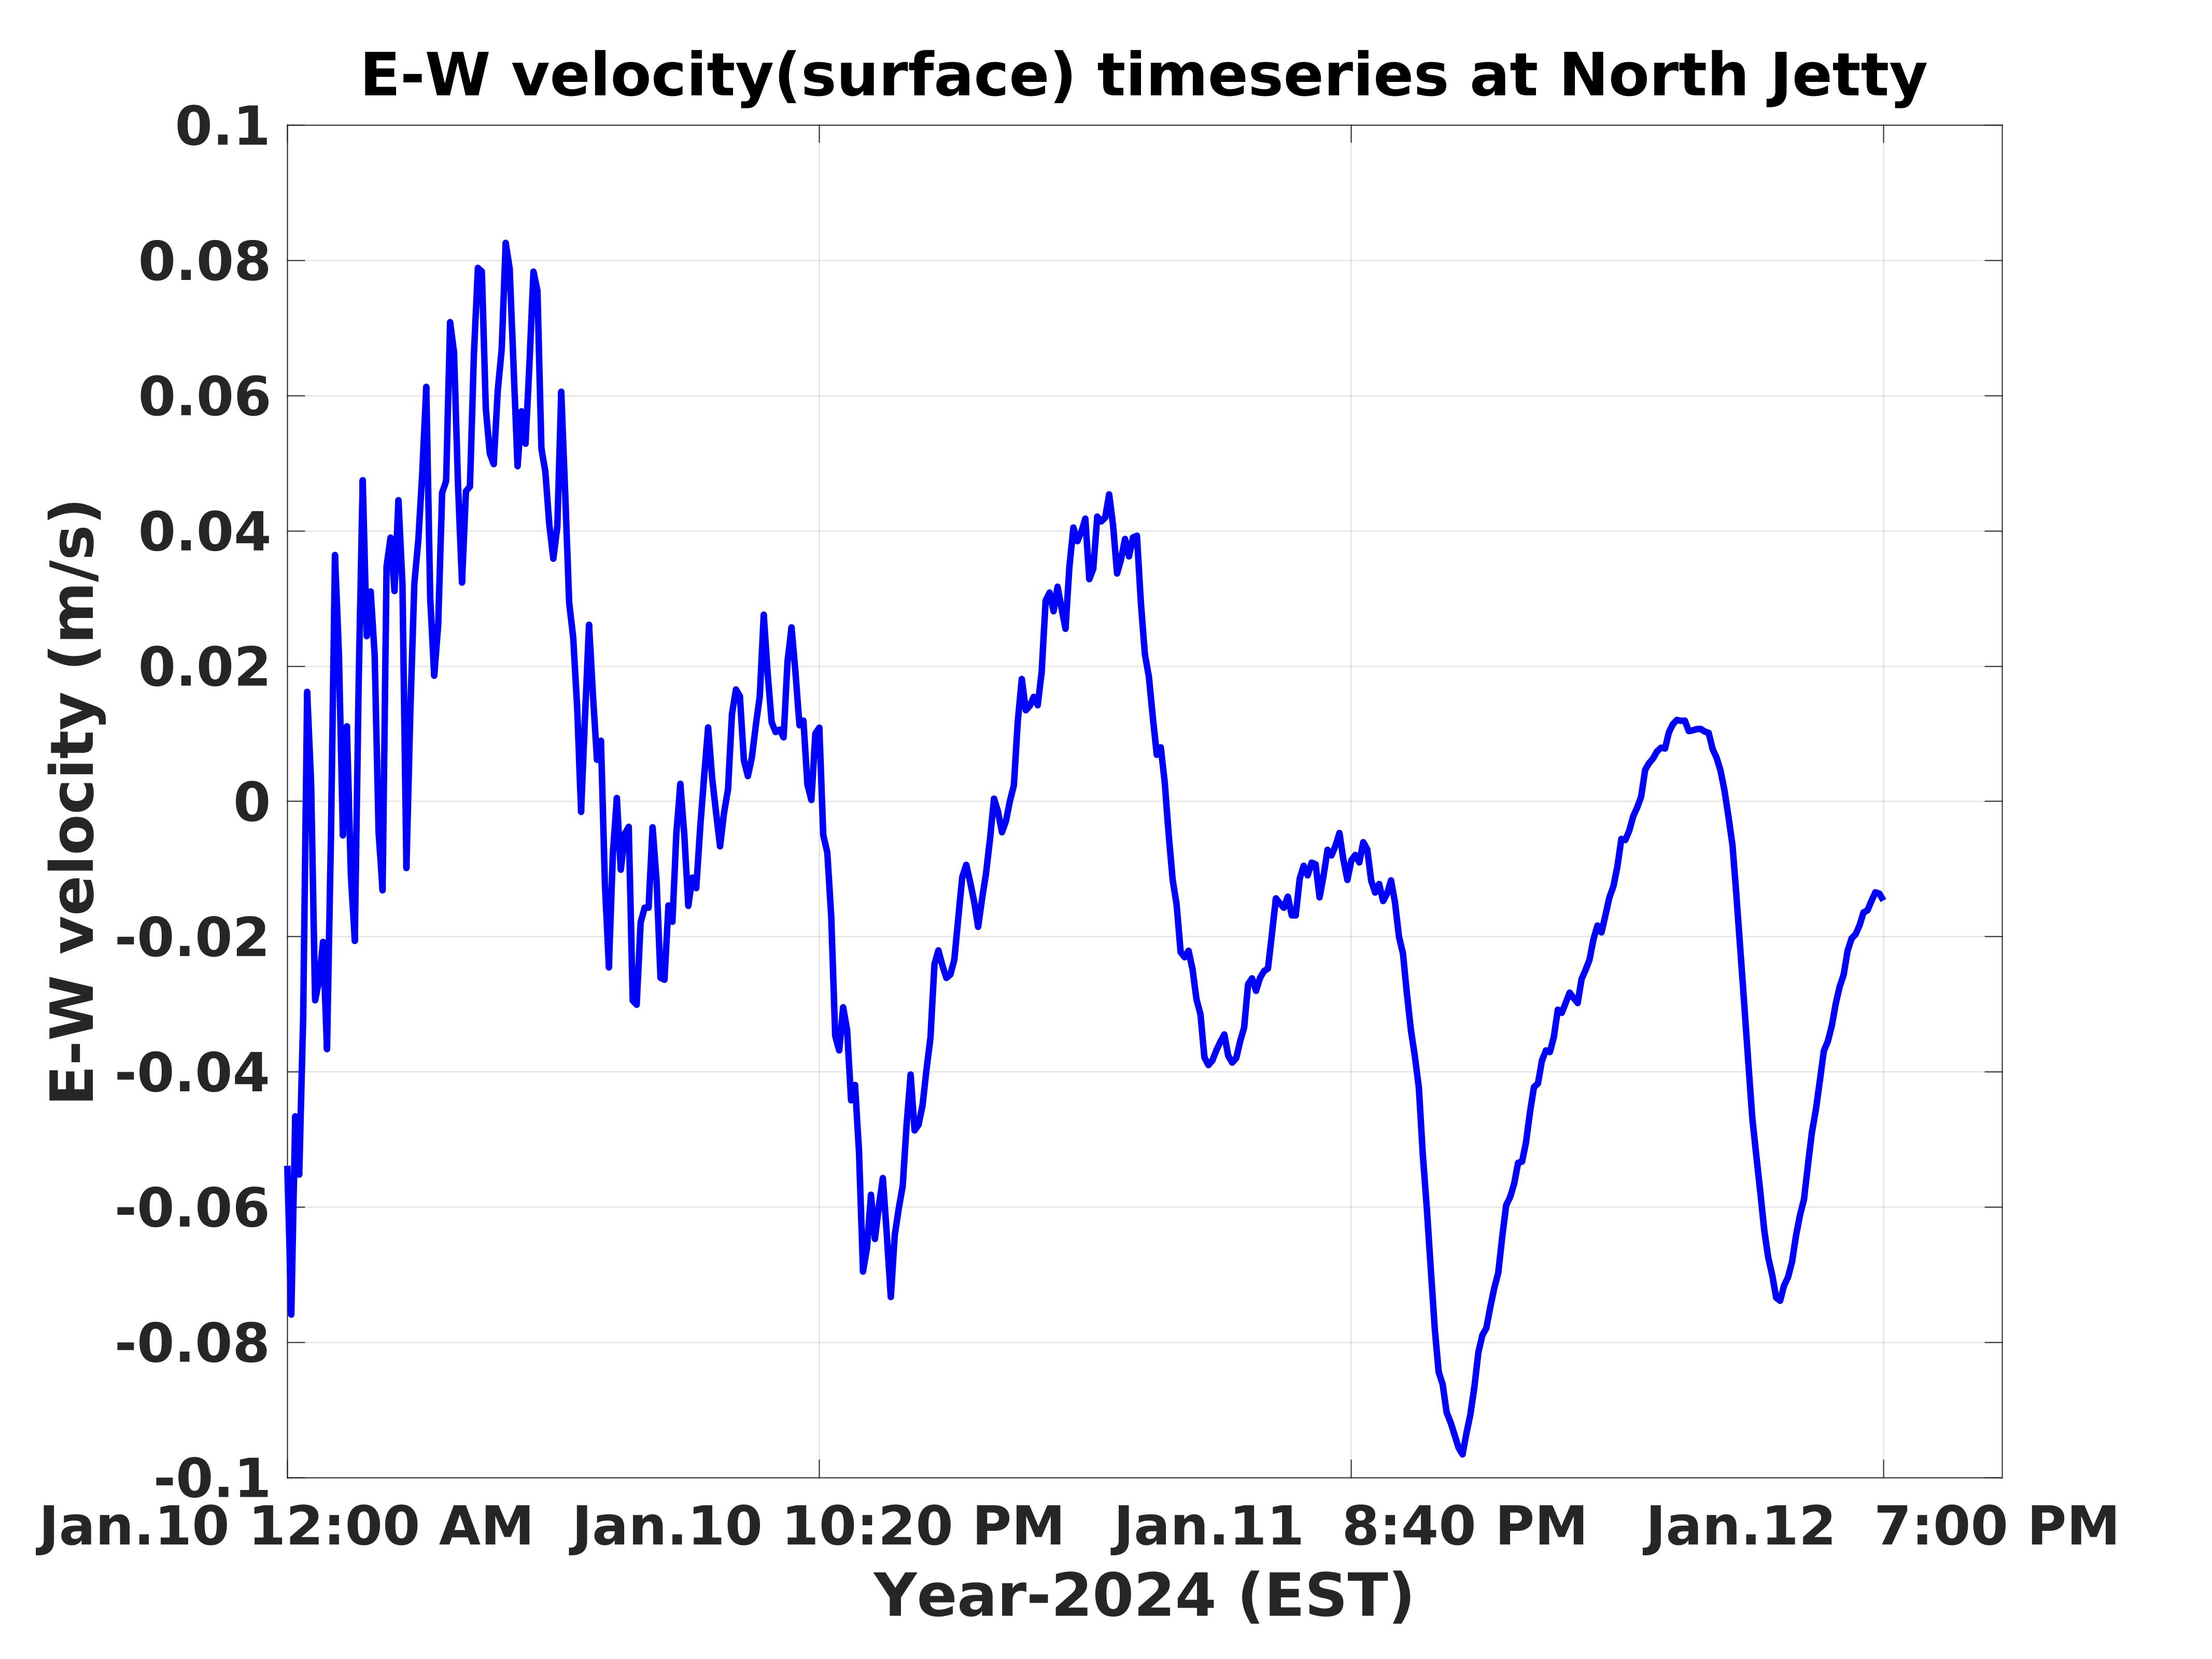 E-W velocity(surface) timeseries at North Jetty
E-W velocity (m/s)
0.1
0.08
0.06
0.04
0.02
0
-0.02
-0.04
-0.06
-0.08
-0.1
Jan.10 12:00 AM Jan.10 10:20 PM Jan.11 8:40 PM Jan.12 7:00 PM
Year-2024 (EST)